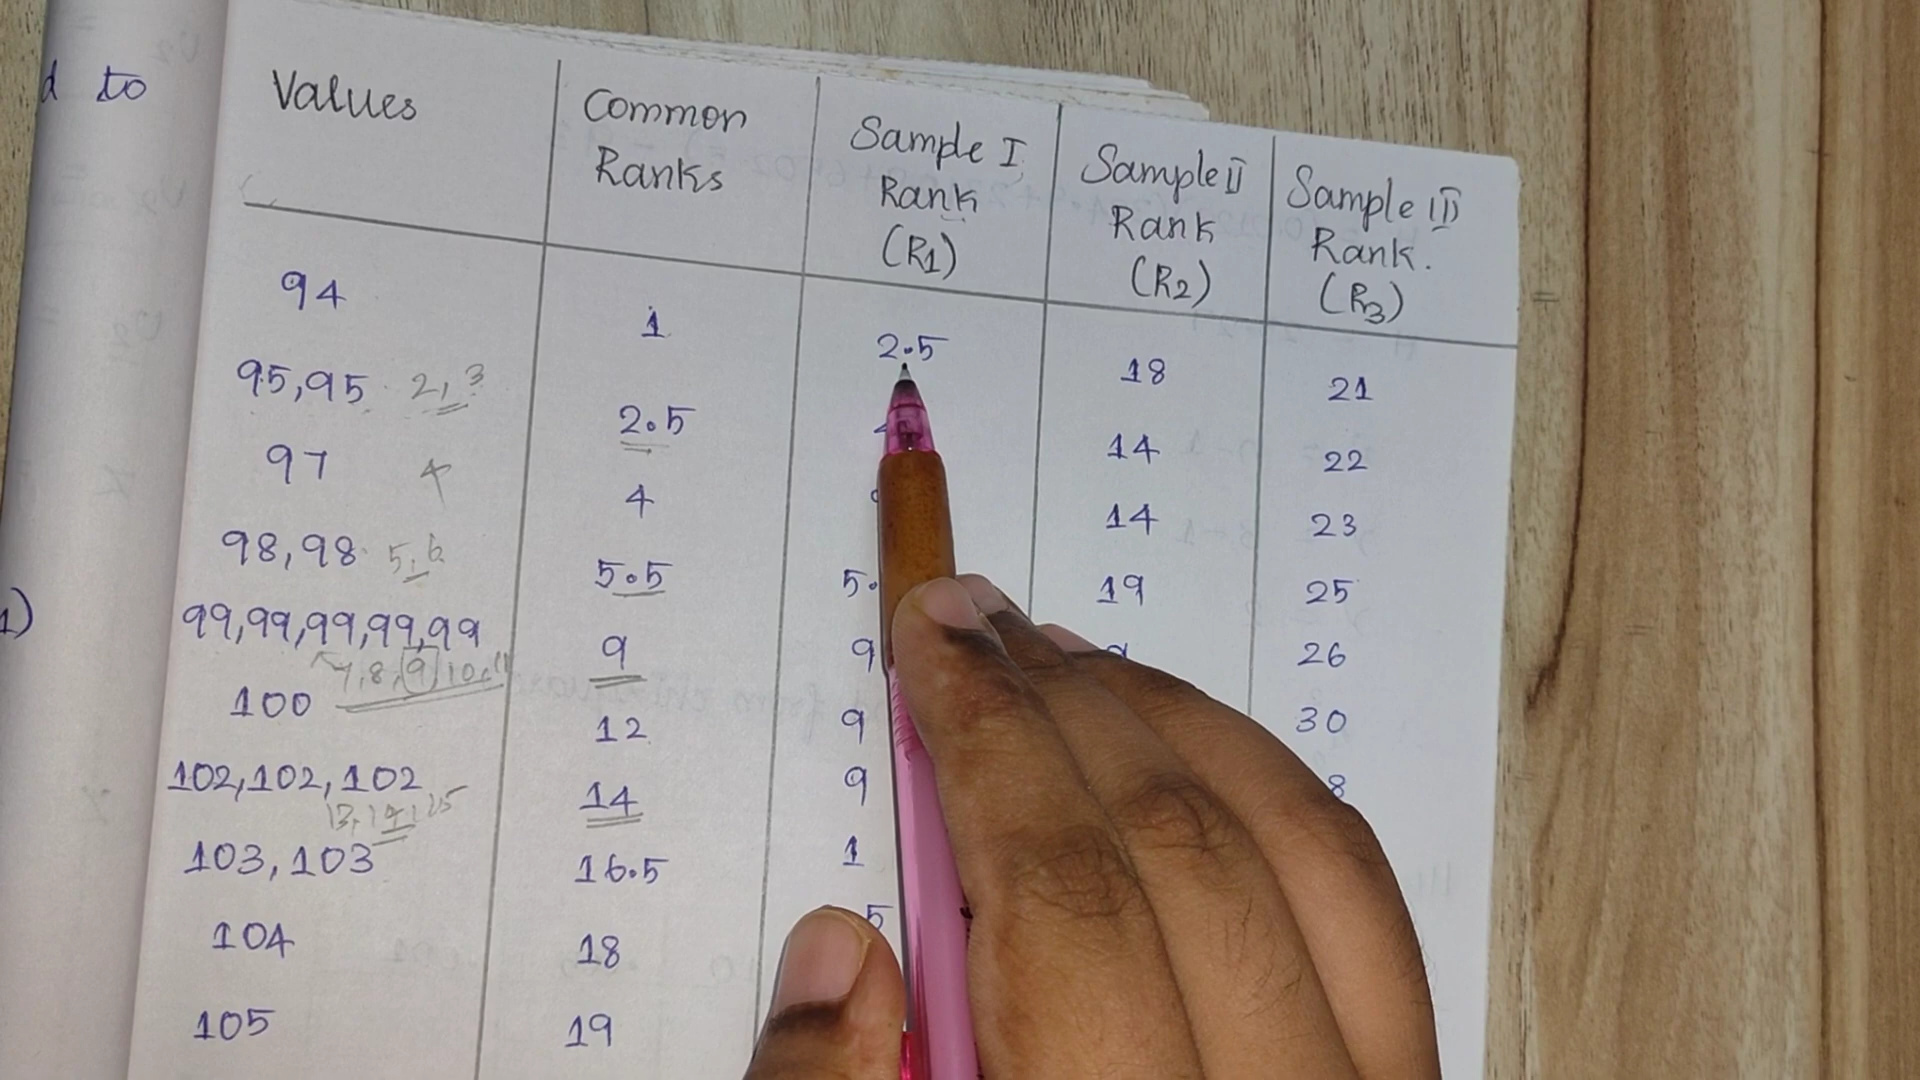 d to
Values
Common Ranks
Sample I Rank (R1)
Sample II Rank (R2)
Sample III Rank. (R3)
94 1 2.5 18 21
95,95 2,3 2.5 14 22
97 4 4 14 23
98,98 5,6 5.5 5. 19 25
99,99,99,99,99 9 9 26
7,8,9,10,11
100 12 9 30
102,102,102 14 9 8
13,14,15
103,103 16.5 1
104 18 5
105 19
1)